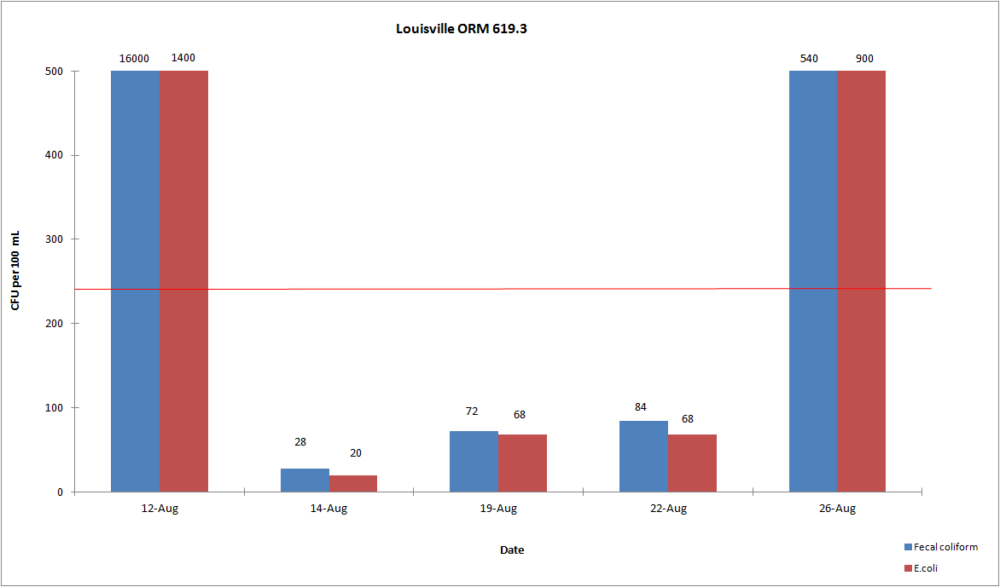 Louisville ORM 619.3
16000 1400 540 900
500
400
300
200
100
0
CFU per 100 mL
28 20 72 68 84 68
12-Aug 14-Aug 19-Aug 22-Aug 26-Aug
Date
Fecal coliform
E.coli